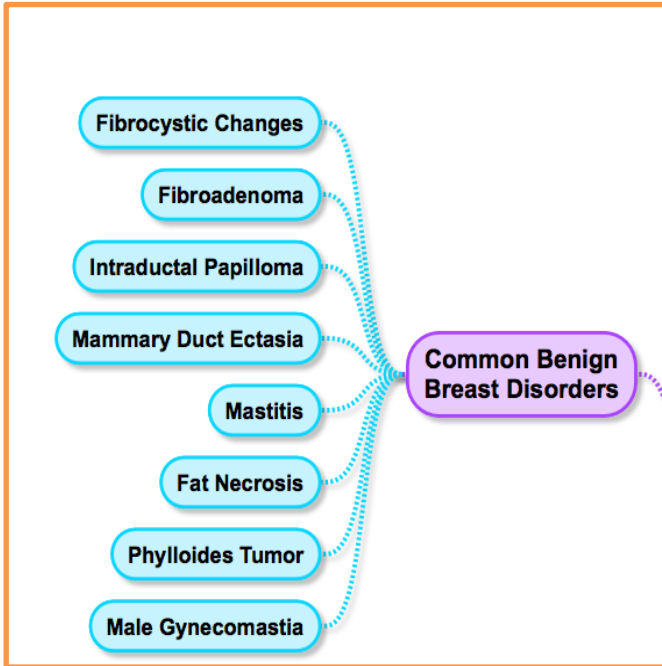 Fibrocystic Changes
Fibroadenoma
Intraductal Papilloma
Mammary Duct Ectasia
Mastitis
Fat Necrosis
Phylloides Tumor
Male Gynecomastia
Common Benign
Breast Disorders